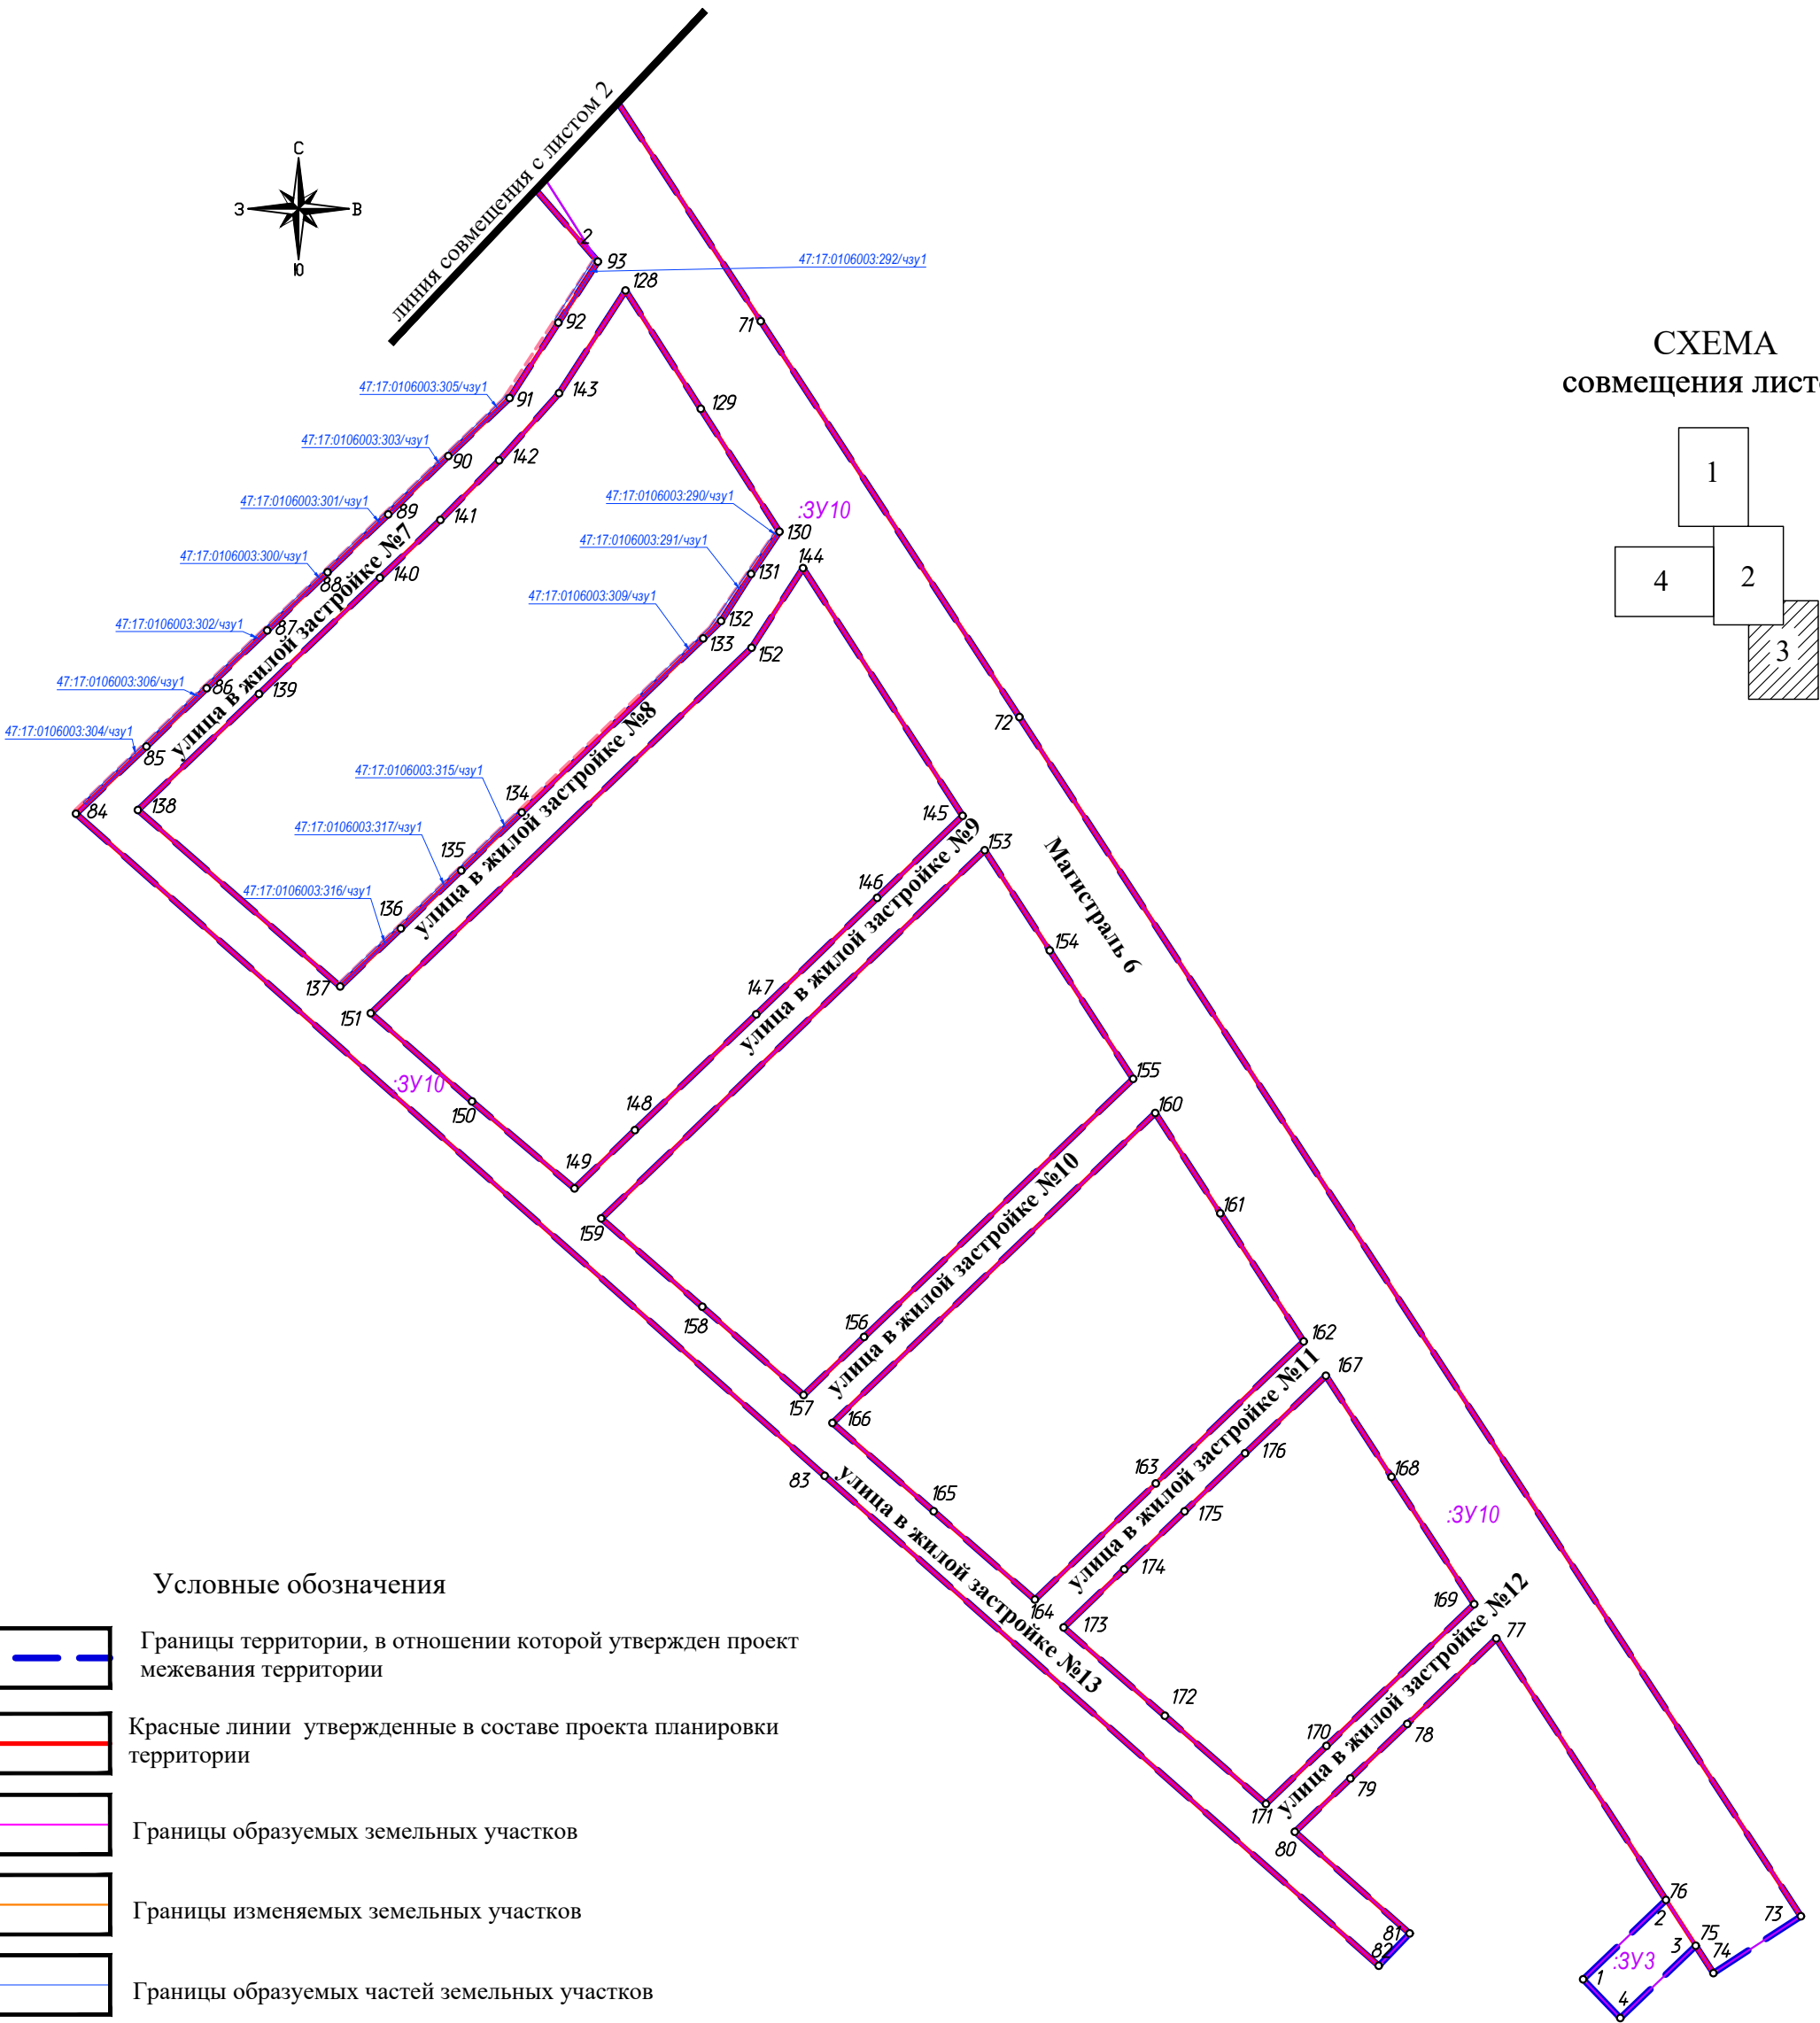 линия совмещения с листом 2
С
З
В
Ю
2
93
128
47:17:0106003:292/чзу1
92
71
47:17:0106003:305/чзу1
91
143
129
47:17:0106003:303/чзу1
90
142
47:17:0106003:301/чзу1
89
141
47:17:0106003:290/чзу1
:ЗУ10
130
47:17:0106003:291/чзу1
144
47:17:0106003:300/чзу1
88
140
131
47:17:0106003:309/чзу1
132
133
152
47:17:0106003:302/чзу1
87
улица в жилой застройке №7
47:17:0106003:306/чзу1
86
139
72
47:17:0106003:304/чзу1
85
84
138
47:17:0106003:315/чзу1
134
улица в жилой застройке №8
47:17:0106003:317/чзу1
135
145
153
47:17:0106003:316/чзу1
136
146
улица в жилой застройке №9
Магистраль 6
154
137
151
147
:ЗУ10
150
148
155
160
149
159
161
улица в жилой застройке №10
158
156
162
157
166
167
улица в жилой застройке №11
176
83
163
168
165
175
:ЗУ10
174
164
173
улица в жилой застройке №13
169
77
улица в жилой застройке №12
172
170
78
79
171
80
81
82
76
2
73
75
3
74
:ЗУ3
1
4
СХЕМА
совмещения лист
1
4
2
3
Условные обозначения
Границы территории, в отношении которой утвержден проект
межевания территории
Красные линии утвержденные в составе проекта планировки
территории
Границы образуемых земельных участков
Границы изменяемых земельных участков
Границы образуемых частей земельных участков